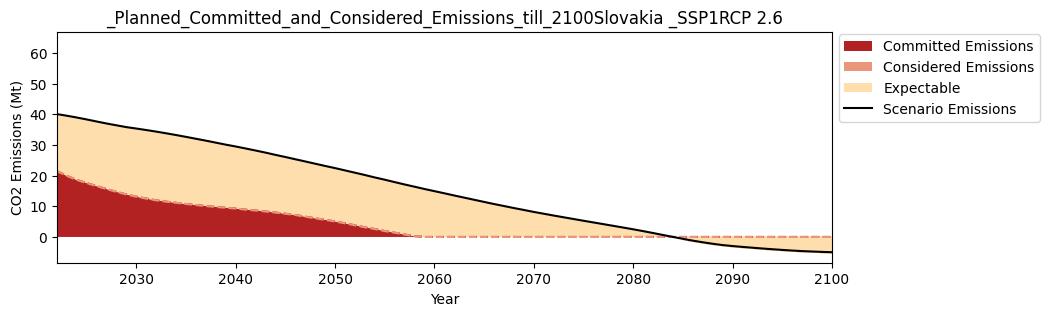 _Planned_Committed_and_Considered_Emissions_till_2100Slovakia _SSP1RCP 2.6
CO2 Emissions (Mt)
60
50
40
30
20
10
0
2030 2040 2050 2060 2070 2080 2090 2100
Year
Committed Emissions
Considered Emissions
Expectable
Scenario Emissions